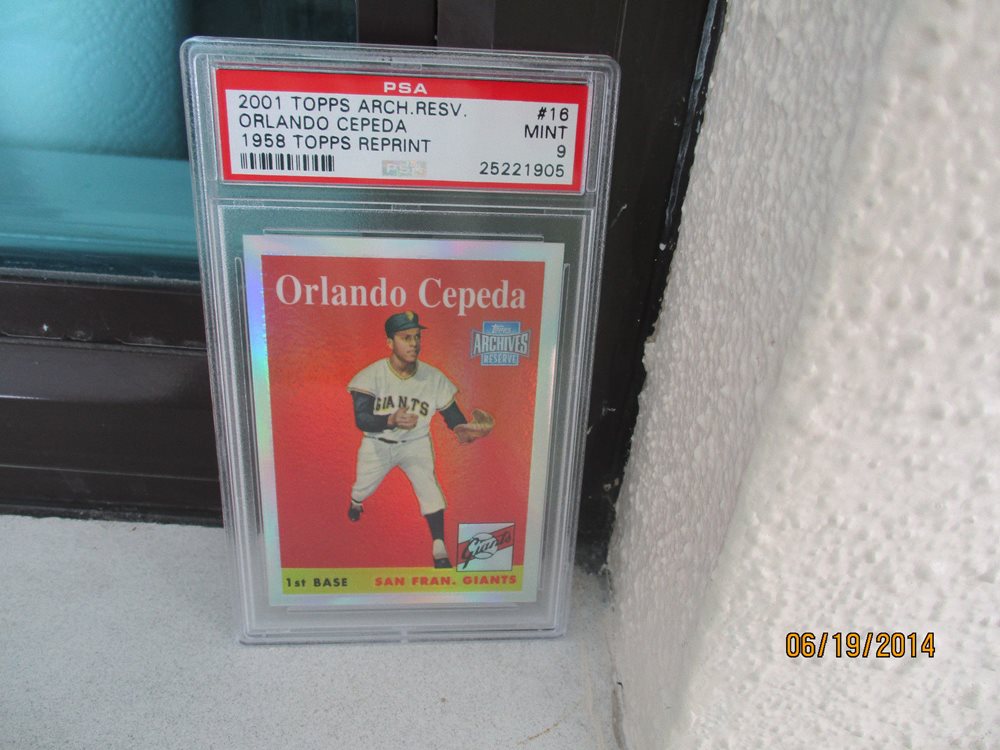 PSA
2001 TOPPS ARCH.RESV. #16
ORLANDO CEPEDA MINT
1958 TOPPS REPRINT 9
PSA 25221905
Orlando Cepeda
Topps
ARCHIVES
RESERVE
GIANTS
Giants
1st BASE SAN FRAN. GIANTS
06/19/2014